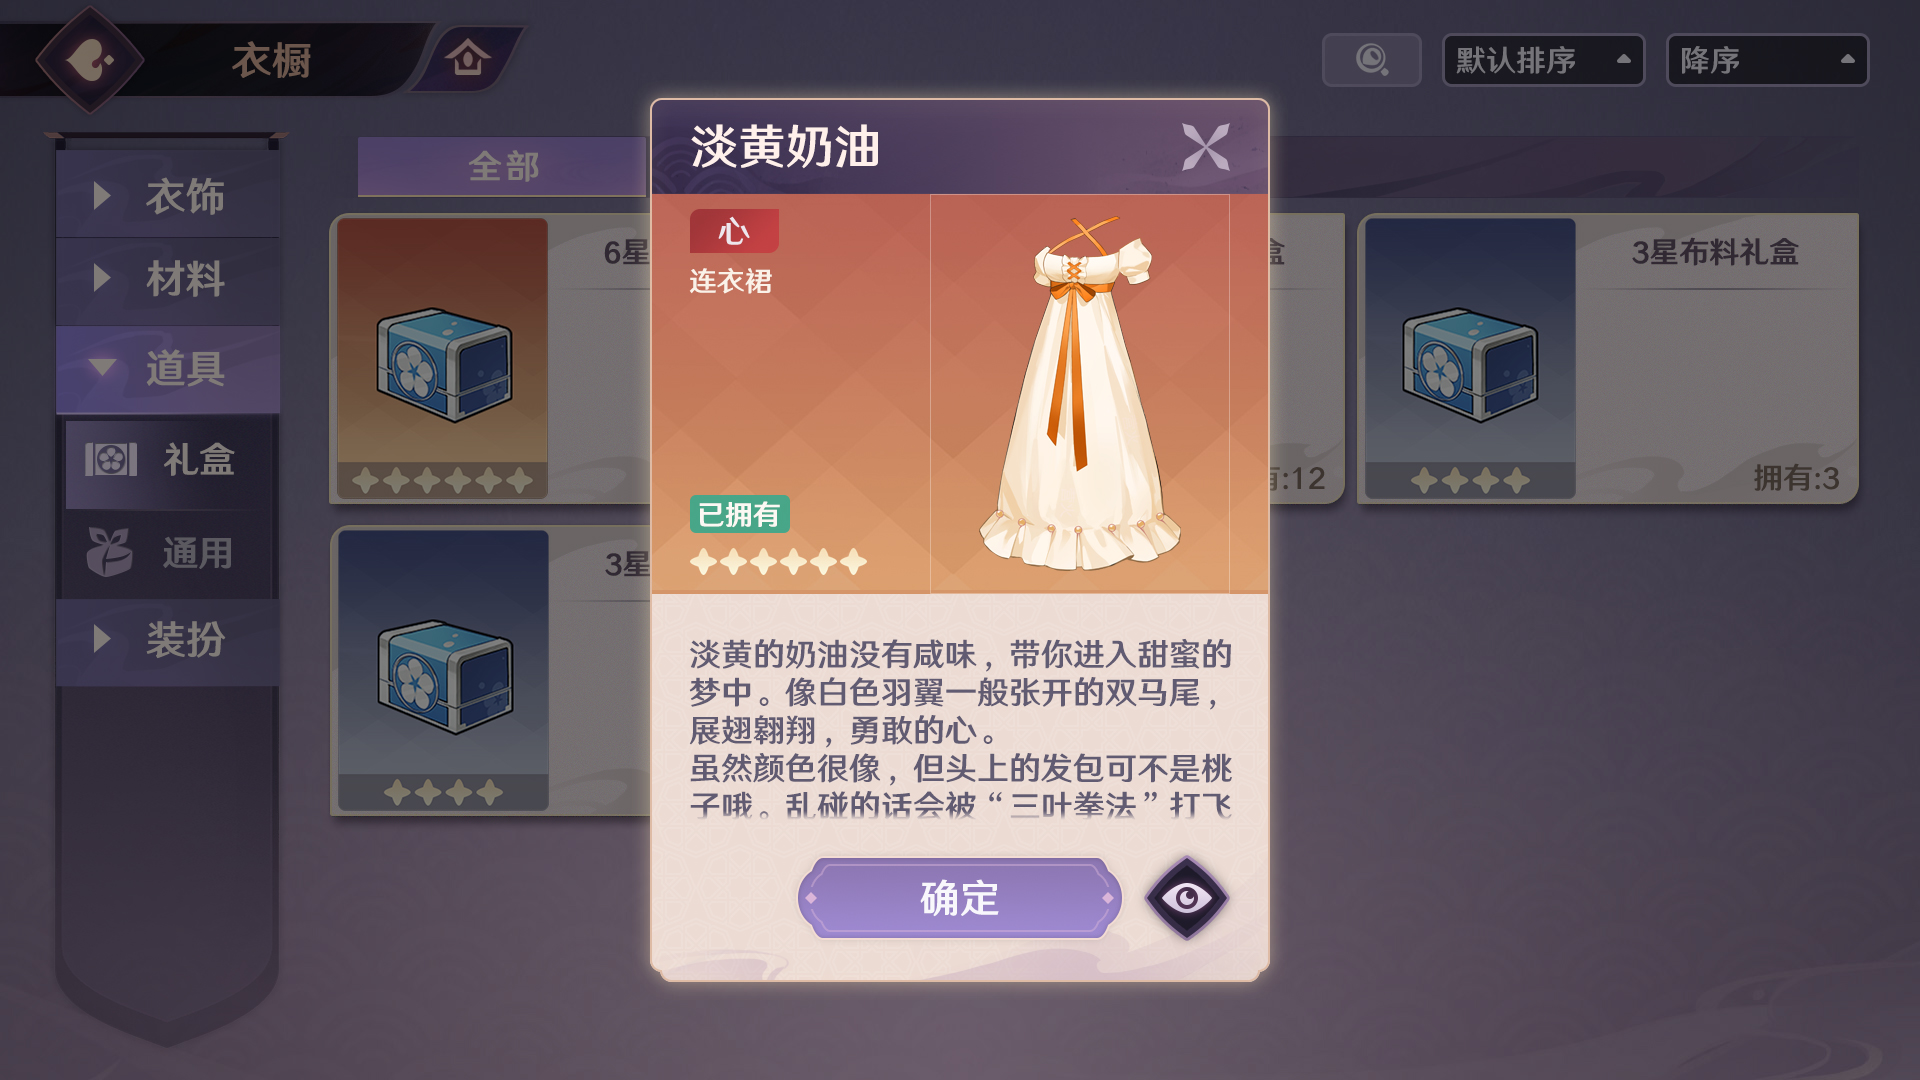 衣橱
默认排序
降序
衣饰
材料
道具
礼盒
通用
装扮
全部
6星
盒
有:12
3星布料礼盒
拥有:3
3星
淡黄奶油
心
连衣裙
已拥有
淡黄的奶油没有咸味，带你进入甜蜜的
梦中。像白色羽翼一般张开的双马尾，
展翅翱翔，勇敢的心。
虽然颜色很像，但头上的发包可不是桃
子哦。乱碰的话会被“三叶拳法”打飞
确定